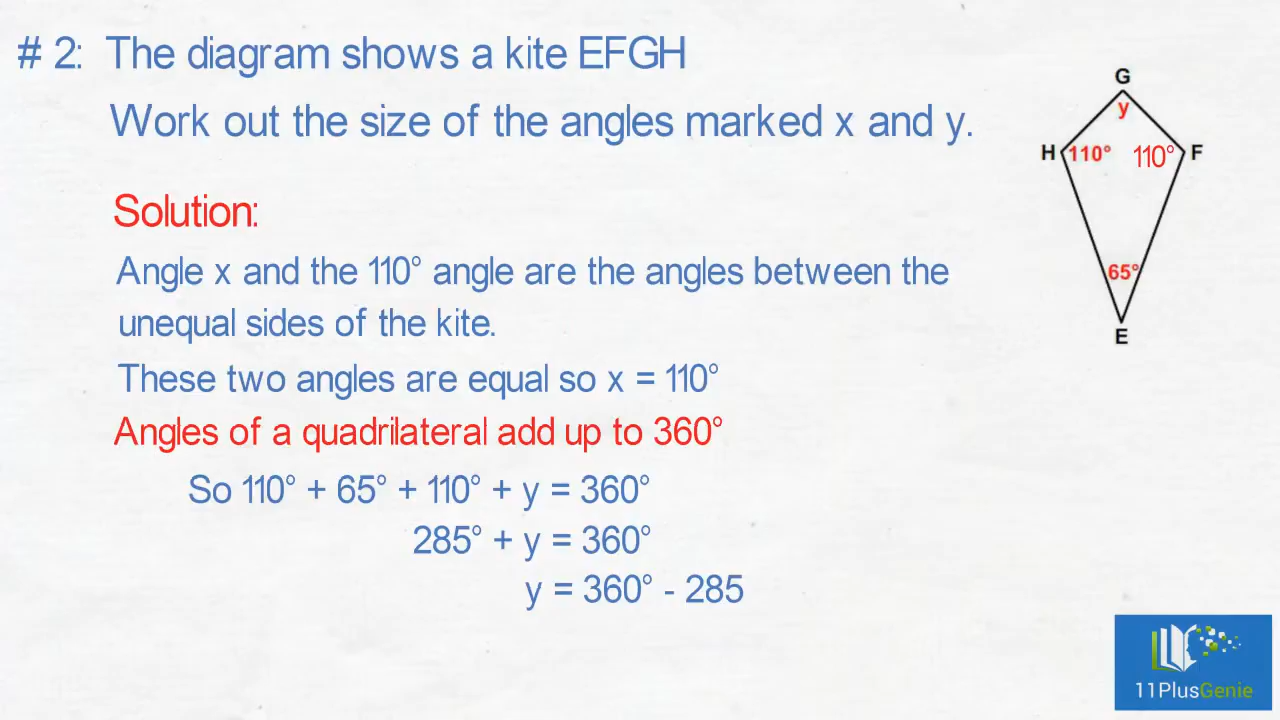 # 2: The diagram shows a kite EFGH
Work out the size of the angles marked x and y.
G
y
H 110° 110° F
65°
E
Solution:
Angle x and the 110° angle are the angles between the
unequal sides of the kite.
These two angles are equal so x = 110°
Angles of a quadrilateral add up to 360°
So 110° + 65° + 110° + y = 360°
285° + y = 360°
y = 360° - 285
11PlusGenie